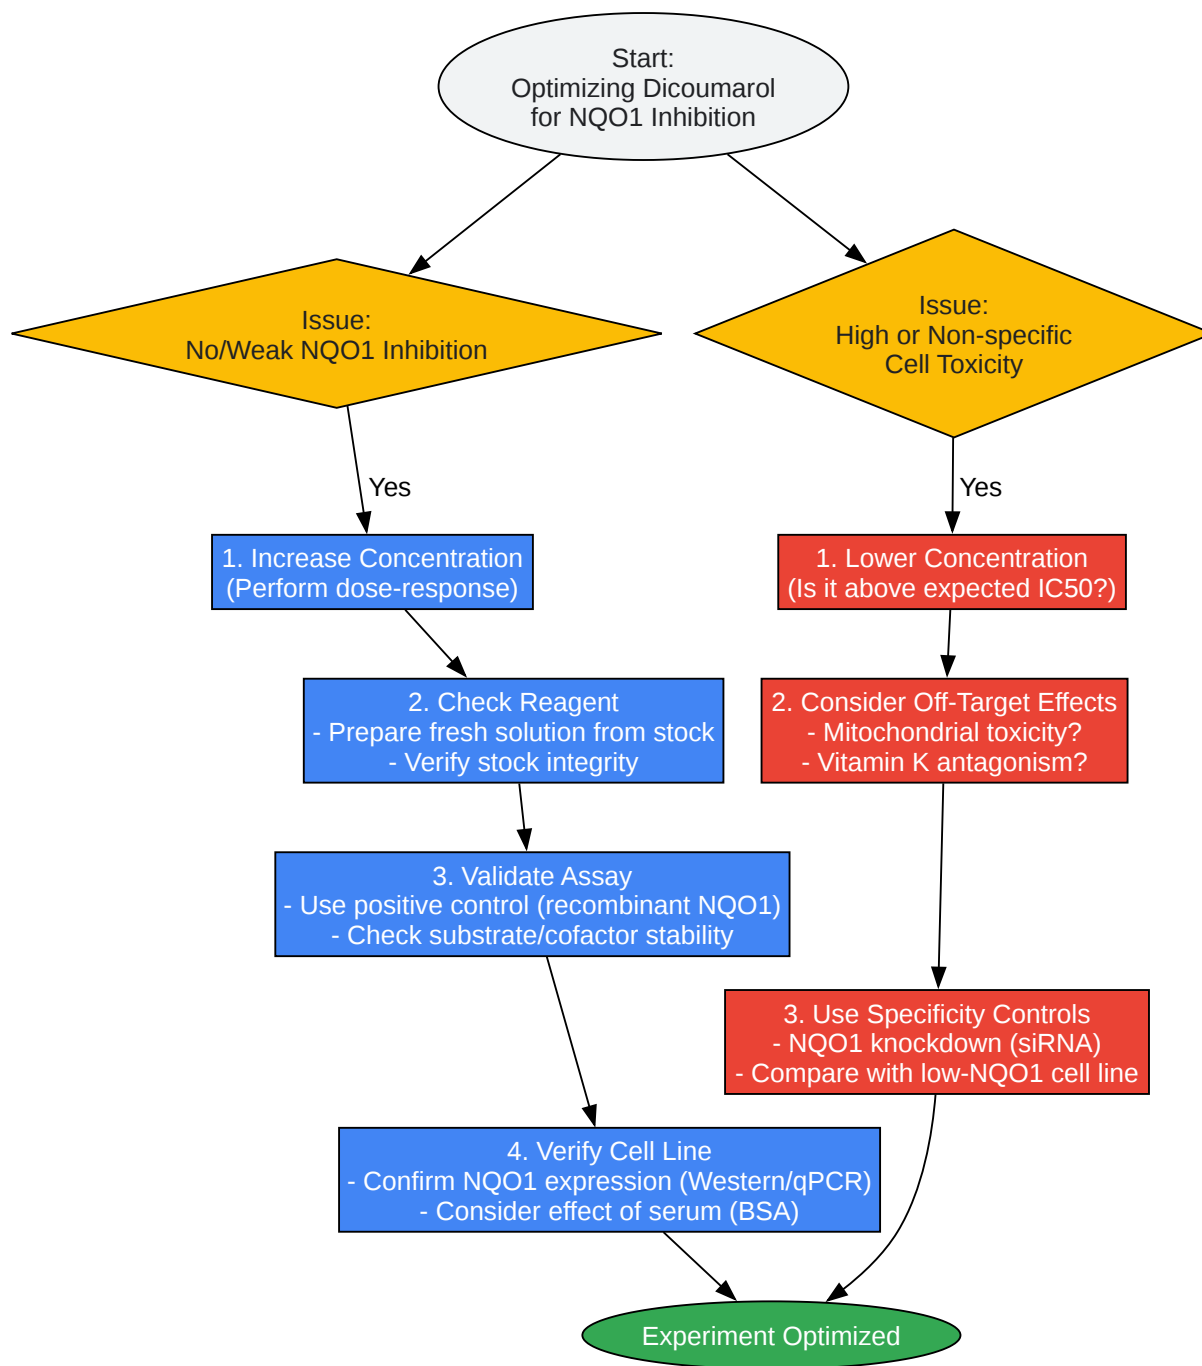 Start:
Optimizing Dicoumarol
for NQO1 Inhibition
Issue:
No/Weak NQO1 Inhibition
Issue:
High or Non-specific
Cell Toxicity
Yes
Yes
1. Increase Concentration
(Perform dose-response)
1. Lower Concentration
(Is it above expected IC50?)
2. Check Reagent
- Prepare fresh solution from stock
- Verify stock integrity
2. Consider Off-Target Effects
- Mitochondrial toxicity?
- Vitamin K antagonism?
3. Validate Assay
- Use positive control (recombinant NQO1)
- Check substrate/cofactor stability
3. Use Specificity Controls
- NQO1 knockdown (siRNA)
- Compare with low-NQO1 cell line
4. Verify Cell Line
- Confirm NQO1 expression (Western/qPCR)
- Consider effect of serum (BSA)
Experiment Optimized